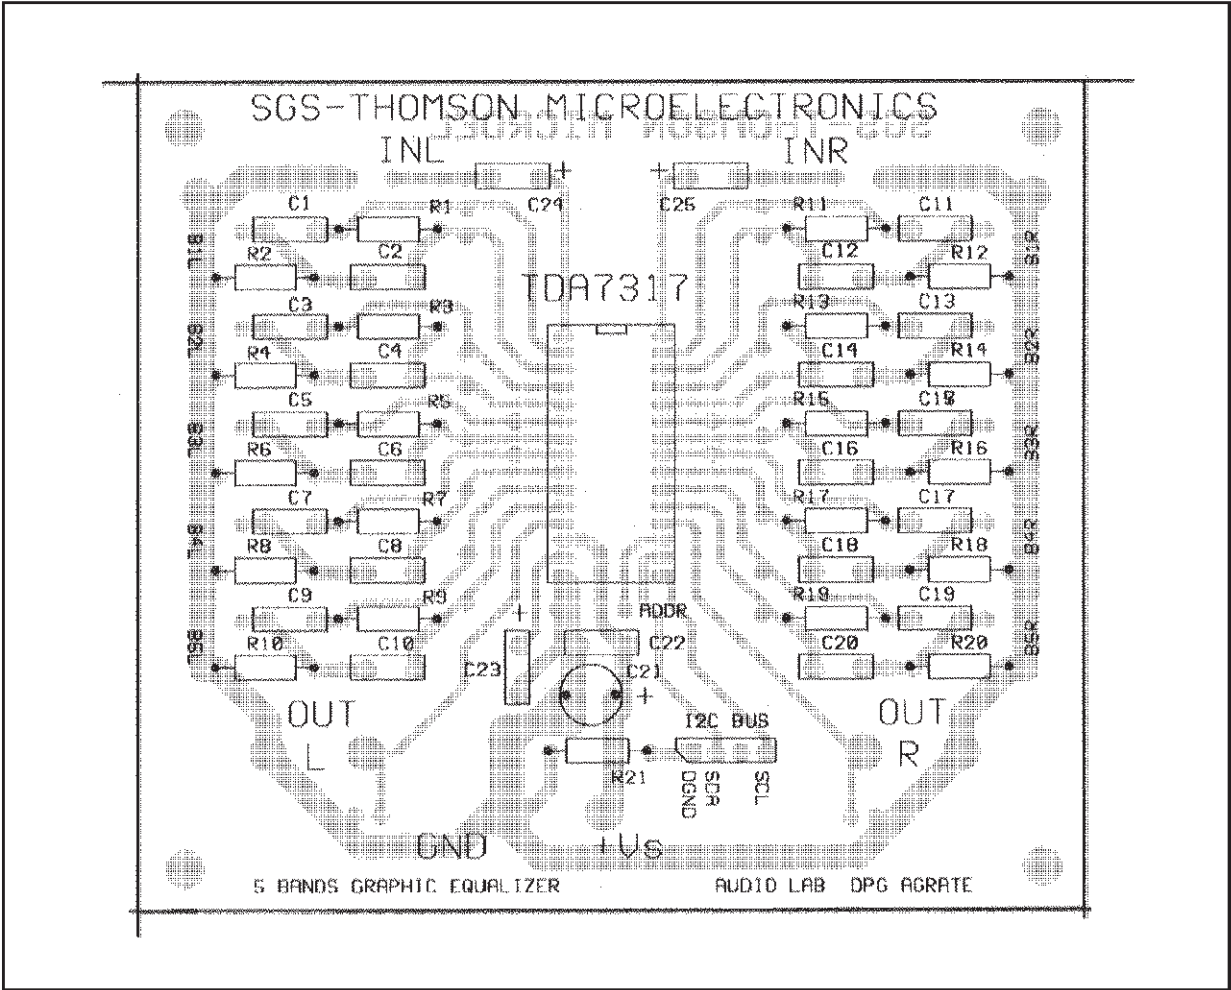 SGS-THOMSON MICROELECTRONICS
INL INR
C24 C25
C1 R1 R11 C11
B1L R2 C2 C12 R12 B1R
TDA7317
C3 R3 R13 C13
B2L R4 C4 C14 R14 B2R
C5 R5 R15 C15
B3L R6 C6 C16 R16 B3R
C7 R7 R17 C17
B4L R8 C8 C18 R18 B4R
C9 R9 ADDR R19 C19
B5L R10 C10 C23 C22 C20 R20 B5R
C21
OUT L I2C BUS OUT R
R21 DGND SDA SCL
GND +Vs
5 BANDS GRAPHIC EQUALIZER AUDIO LAB DPG AGRATE